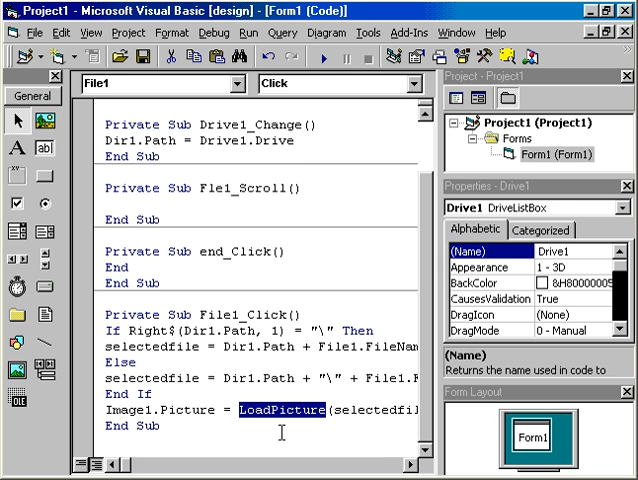 Project1 - Microsoft Visual Basic [design] - [Form1 (Code)]
File Edit View Project Format Debug Run Query Diagram Tools Add-Ins Window Help
General
A
ab
xy
OLE
File1 Click
Private Sub Drive1_Change()
Dir1.Path = Drive1.Drive
End Sub
Private Sub Fle1_Scroll()
End Sub
Private Sub end_Click()
End
End Sub
Private Sub File1_Click()
If Right$(Dir1.Path, 1) = "\" Then
selectedfile = Dir1.Path + File1.FileNam
Else
selectedfile = Dir1.Path + "\" + File1.F
End If
Image1.Picture = LoadPicture(selectedfil
End Sub
Project - Project1
Project1 (Project1)
Forms
Form1 (Form1)
Properties - Drive1
Drive1 DriveListBox
Alphabetic Categorized
(Name) Drive1
Appearance 1 - 3D
BackColor &H80000005
CausesValidation True
DragIcon (None)
DragMode 0 - Manual
(Name)
Returns the name used in code to
Form Layout
Form1